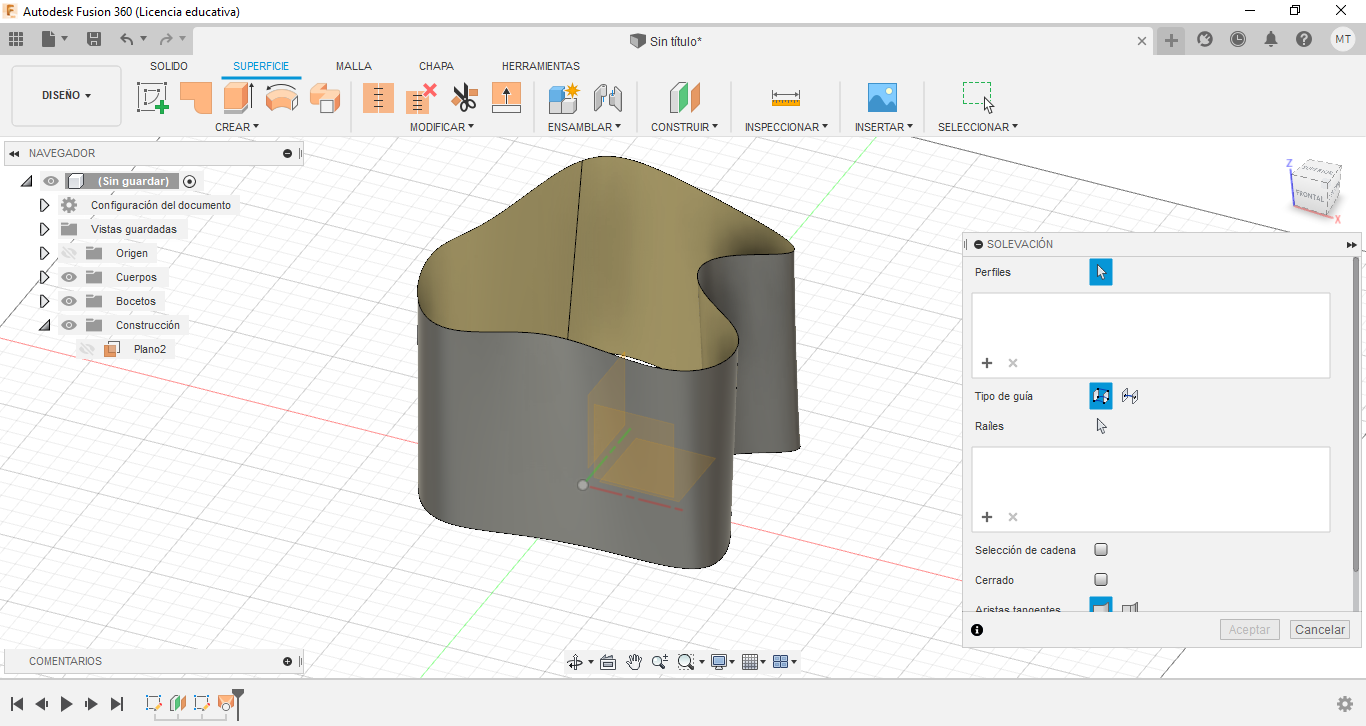 Autodesk Fusion 360 (Licencia educativa)
Sin título*
MT
DISEÑO
SOLIDO SUPERFICIE MALLA CHAPA HERRAMIENTAS
CREAR MODIFICAR ENSAMBLAR CONSTRUIR INSPECCIONAR INSERTAR SELECCIONAR
NAVEGADOR
(Sin guardar)
Configuración del documento
Vistas guardadas
Origen
Cuerpos
Bocetos
Construcción
Plano2
Z
SUPERIOR
FRONTAL
X
SOLEVACIÓN
Perfiles
Tipo de guía
Raíles
Selección de cadena
Cerrado
Aristas tangentes
Aceptar Cancelar
COMENTARIOS